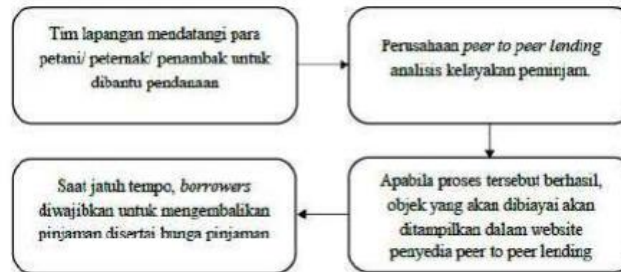 Tim lapangan mendatangi para
petani/ peternak/ penambak untuk
dibantu pendanaan
Perusahaan peer to peer lending
analisis kelayakan peminjam.
Apabila proses tersebut berhasil,
objek yang akan dibiayai akan
ditampilkan dalam website
penyedia peer to peer lending
Saat jatuh tempo, borrowers
diwajibkan untuk mengembalikan
pinjaman disertai bunga pinjaman